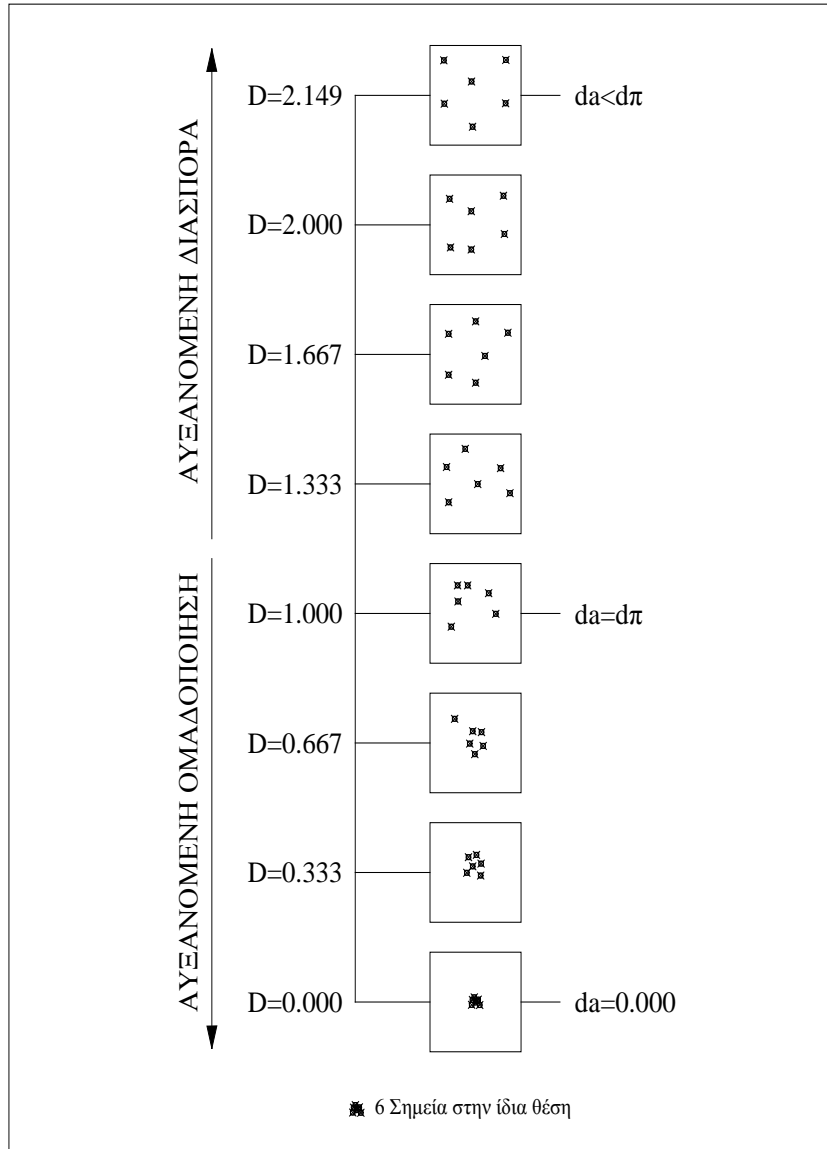 ΑΥΞΑΝΟΜΕΝΗ ΔΙΑΣΠΟΡΑ
ΑΥΞΑΝΟΜΕΝΗ ΟΜΑΔΟΠΟΙΗΣΗ
D=2.149 da<dπ
D=2.000
D=1.667
D=1.333
D=1.000 da=dπ
D=0.667
D=0.333
D=0.000 da=0.000
6 Σημεία στην ίδια θέση